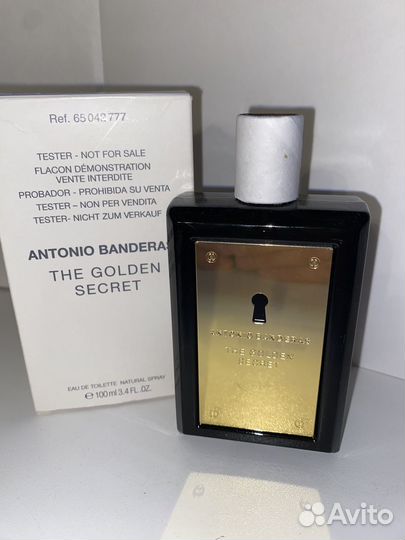 Ref. 65042777
TESTER - NOT FOR SALE
FLACON DÉMONSTRATION
VENTE INTERDITE
PROBADOR - PROHIBIDA SU VENTA
TESTER – NON PER VENDITA
TESTER- NICHT ZUM VERKAUF
ANTONIO BANDERAS
THE GOLDEN
SECRET
EAU DE TOILETTE NATURAL SPRAY
℮ 100 ml 3.4 FL.OZ.
ANTONIO BANDERAS
THE GOLDEN
SECRET
Avito